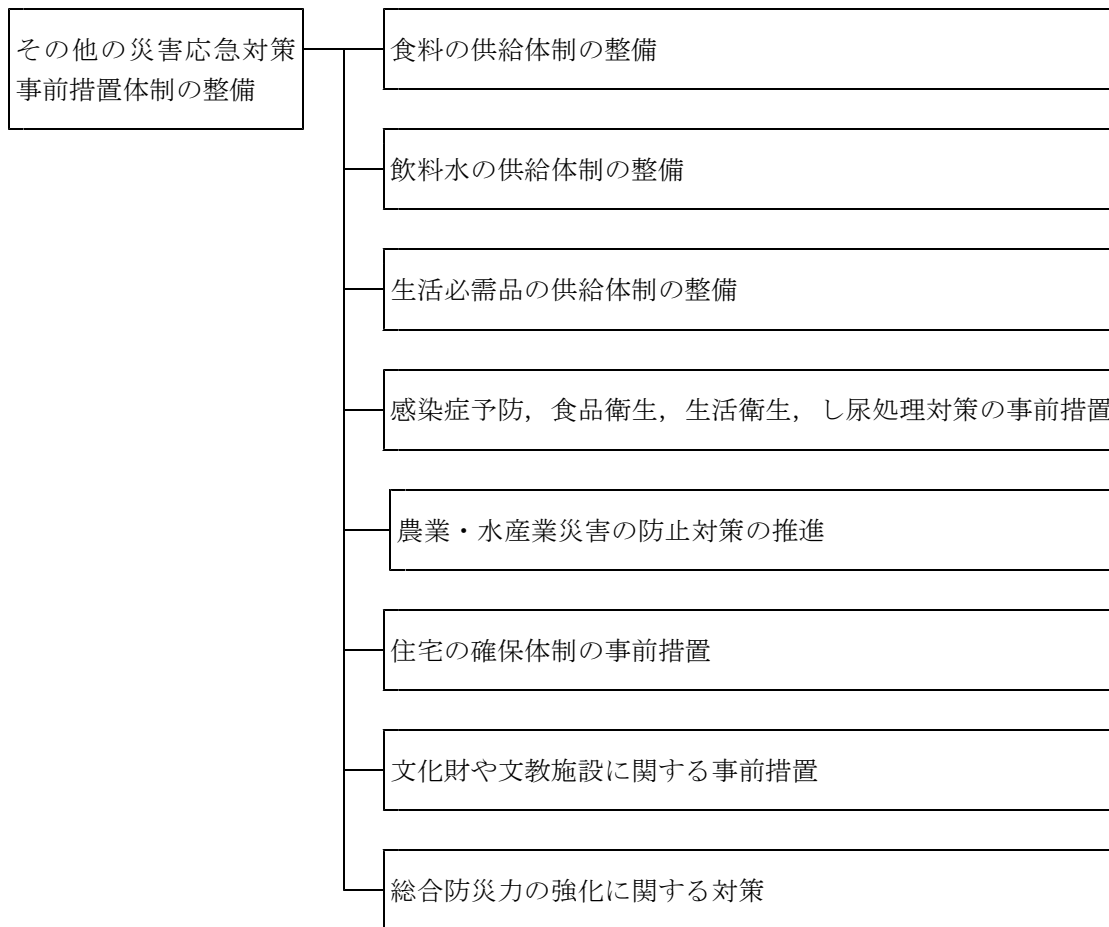 その他の災害応急対策
事前措置体制の整備
食料の供給体制の整備
飲料水の供給体制の整備
生活必需品の供給体制の整備
感染症予防，食品衛生，生活衛生，し尿処理対策の事前措置
農業・水産業災害の防止対策の推進
住宅の確保体制の事前措置
文化財や文教施設に関する事前措置
総合防災力の強化に関する対策